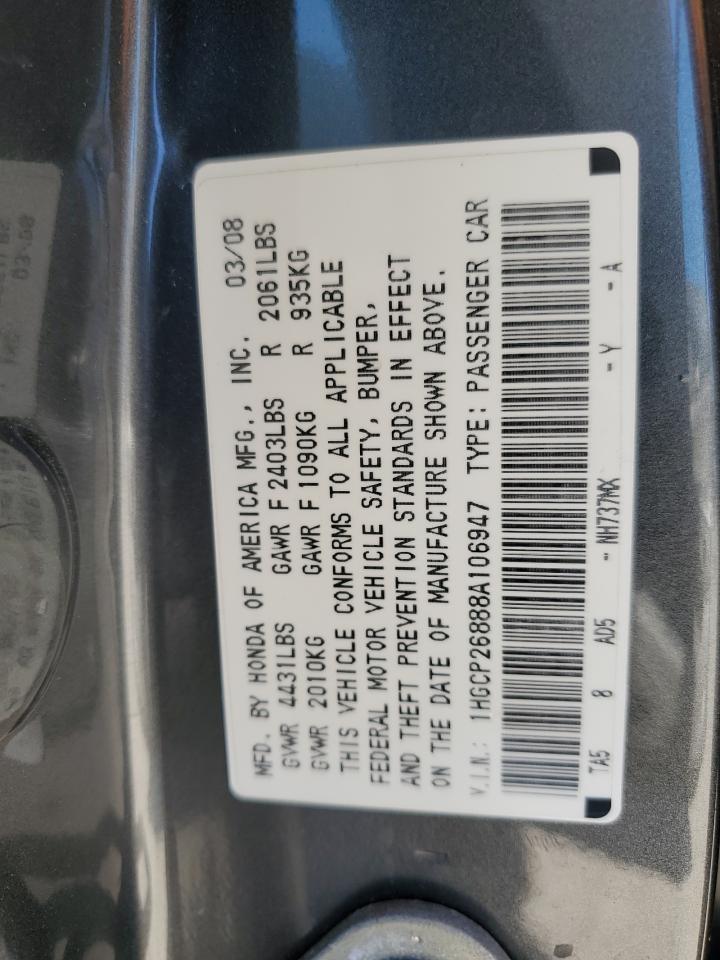 MFD. BY HONDA OF AMERICA MFG., INC. 03/08
GVWR 4431LBS GAWR F 2403LBS R 2061LBS
GVWR 2010KG GAWR F 1090KG R 935KG
THIS VEHICLE CONFORMS TO ALL APPLICABLE
FEDERAL MOTOR VEHICLE SAFETY, BUMPER,
AND THEFT PREVENTION STANDARDS IN EFFECT
ON THE DATE OF MANUFACTURE SHOWN ABOVE.
V.I.N.: 1HGCP26888A106947 TYPE: PASSENGER CAR
TA5 8 AD5 - NH737MX - Y - A
03/08